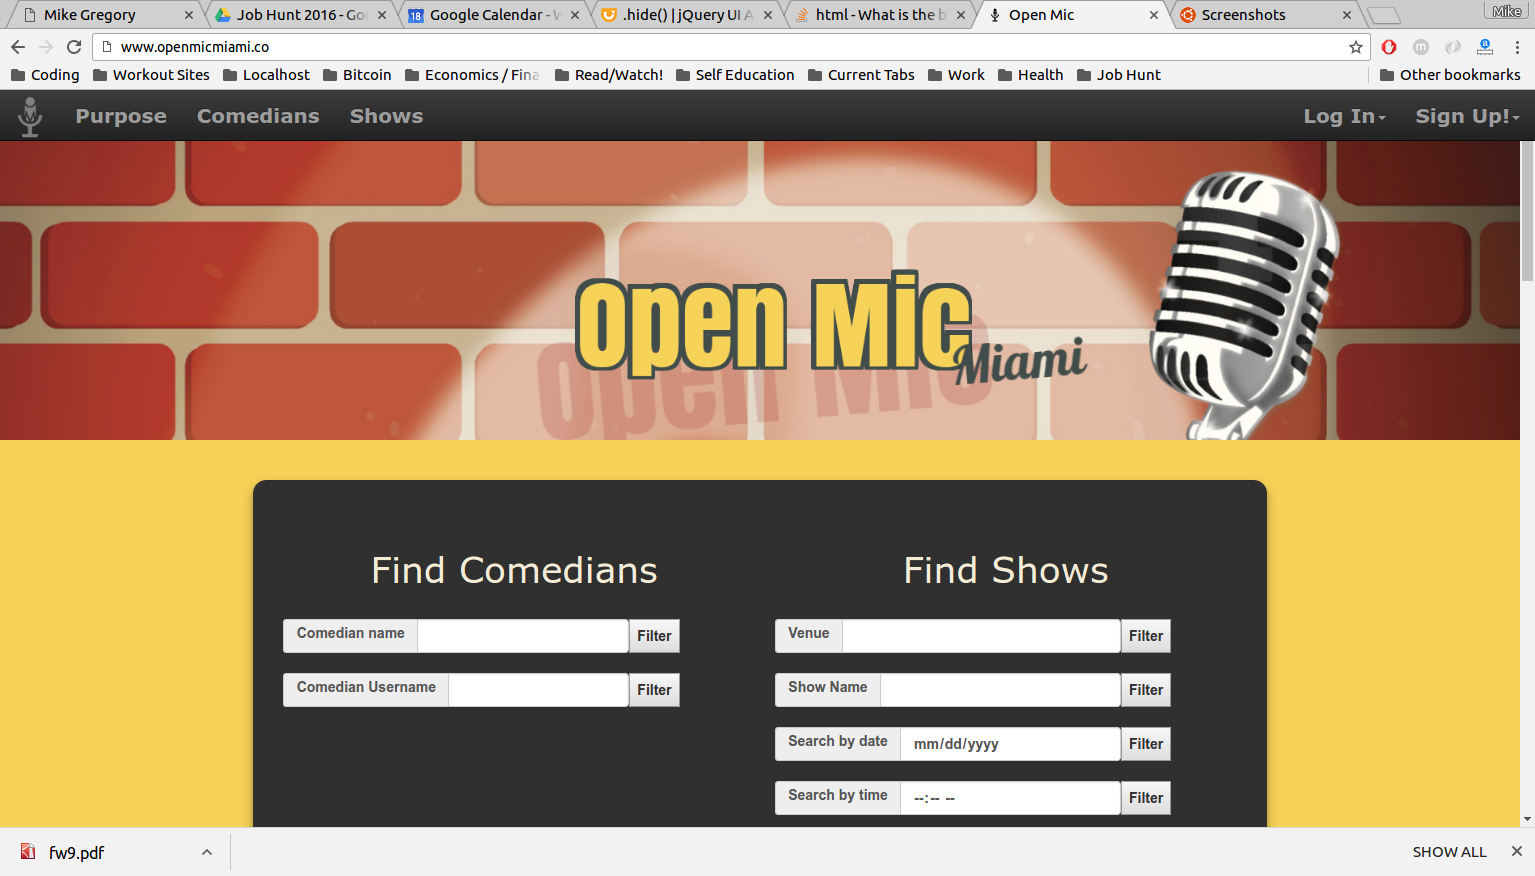 Mike Gregory
Job Hunt 2016 - Go
Google Calendar - W
.hide() | jQuery UI A
html - What is the b
Open Mic
Screenshots
Mike
www.openmicmiami.co
Coding
Workout Sites
Localhost
Bitcoin
Economics / Fina
Read/Watch!
Self Education
Current Tabs
Work
Health
Job Hunt
Other bookmarks
Purpose
Comedians
Shows
Log In
Sign Up!
Open Mic
Miami
Open Mic
Find Comedians
Comedian name
Filter
Comedian Username
Filter
Find Shows
Venue
Filter
Show Name
Filter
Search by date
mm/dd/yyyy
Filter
Search by time
--:-- --
Filter
fw9.pdf
SHOW ALL